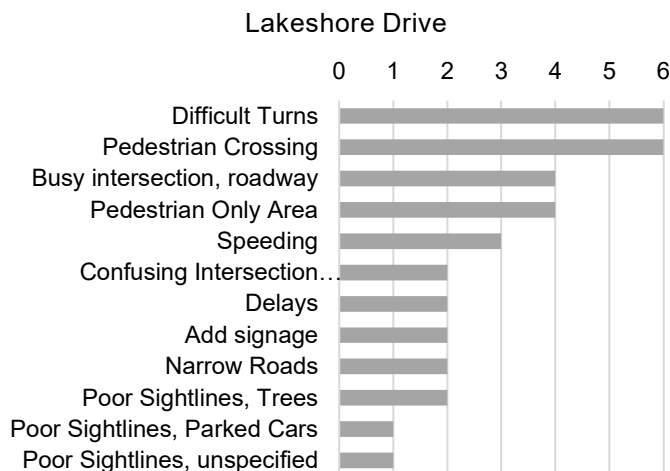 Lakeshore Drive
0 1 2 3 4 5 6
Difficult Turns
Pedestrian Crossing
Busy intersection, roadway
Pedestrian Only Area
Speeding
Confusing Intersection…
Delays
Add signage
Narrow Roads
Poor Sightlines, Trees
Poor Sightlines, Parked Cars
Poor Sightlines, unspecified